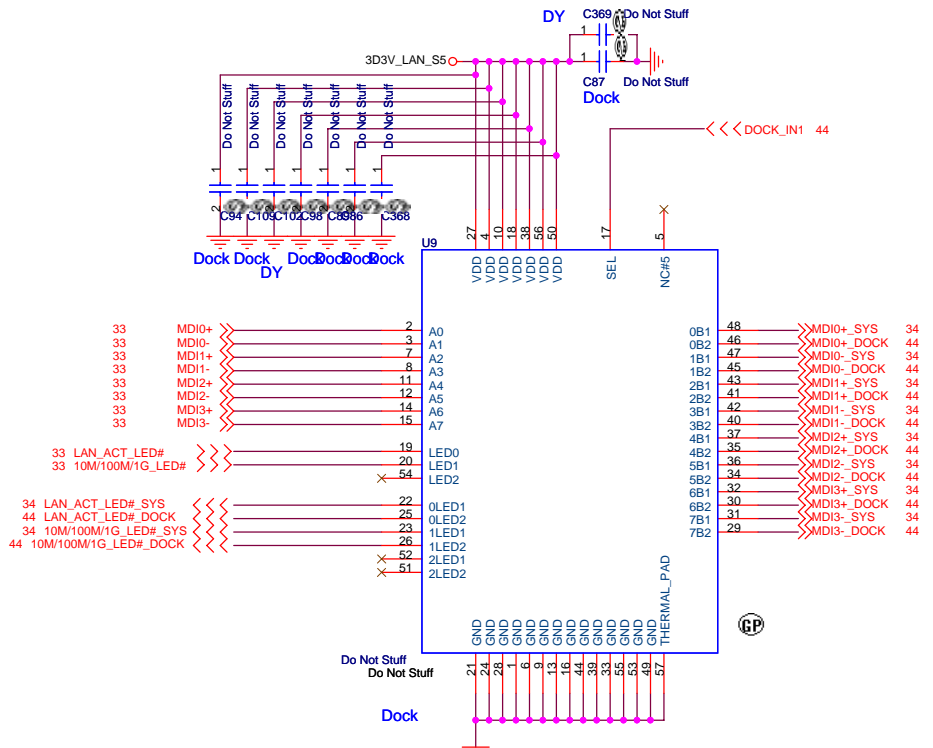 DY
C369
Do Not Stuff
1
3D3V_LAN_S5
1
C87
Do Not Stuff
Dock
Do Not Stuff
Do Not Stuff
Do Not Stuff
Do Not Stuff
Do Not Stuff
Do Not Stuff
Do Not Stuff
DOCK_IN1 44
1 1 1 1 1 1 1
2
C94 C109 C102 C98 C89 C86 C368
Dock Dock DY Dock Dock Dock Dock
U9
27 4 10 18 38 56 50 17 5
VDD VDD VDD VDD VDD VDD VDD SEL NC#5
33 MDI0+ 2 A0
33 MDI0- 3 A1
33 MDI1+ 7 A2
33 MDI1- 8 A3
33 MDI2+ 11 A4
33 MDI2- 12 A5
33 MDI3+ 14 A6
33 MDI3- 15 A7
33 LAN_ACT_LED# 19 LED0
33 10M/100M/1G_LED# 20 LED1
54 LED2
34 LAN_ACT_LED#_SYS 22 0LED1
44 LAN_ACT_LED#_DOCK 25 0LED2
34 10M/100M/1G_LED#_SYS 23 1LED1
44 10M/100M/1G_LED#_DOCK 26 1LED2
52 2LED1
51 2LED2
0B1 48 MDI0+_SYS 34
0B2 46 MDI0+_DOCK 44
1B1 47 MDI0-_SYS 34
1B2 45 MDI0-_DOCK 44
2B1 43 MDI1+_SYS 34
2B2 41 MDI1+_DOCK 44
3B1 42 MDI1-_SYS 34
3B2 40 MDI1-_DOCK 44
4B1 37 MDI2+_SYS 34
4B2 35 MDI2+_DOCK 44
5B1 36 MDI2-_SYS 34
5B2 34 MDI2-_DOCK 44
6B1 32 MDI3+_SYS 34
6B2 30 MDI3+_DOCK 44
7B1 31 MDI3-_SYS 34
7B2 29 MDI3-_DOCK 44
GND GND GND GND GND GND GND GND GND GND GND GND GND GND THERMAL_PAD
21 24 28 1 6 9 13 16 44 39 33 55 53 49 57
GP
Do Not Stuff
Do Not Stuff
Dock